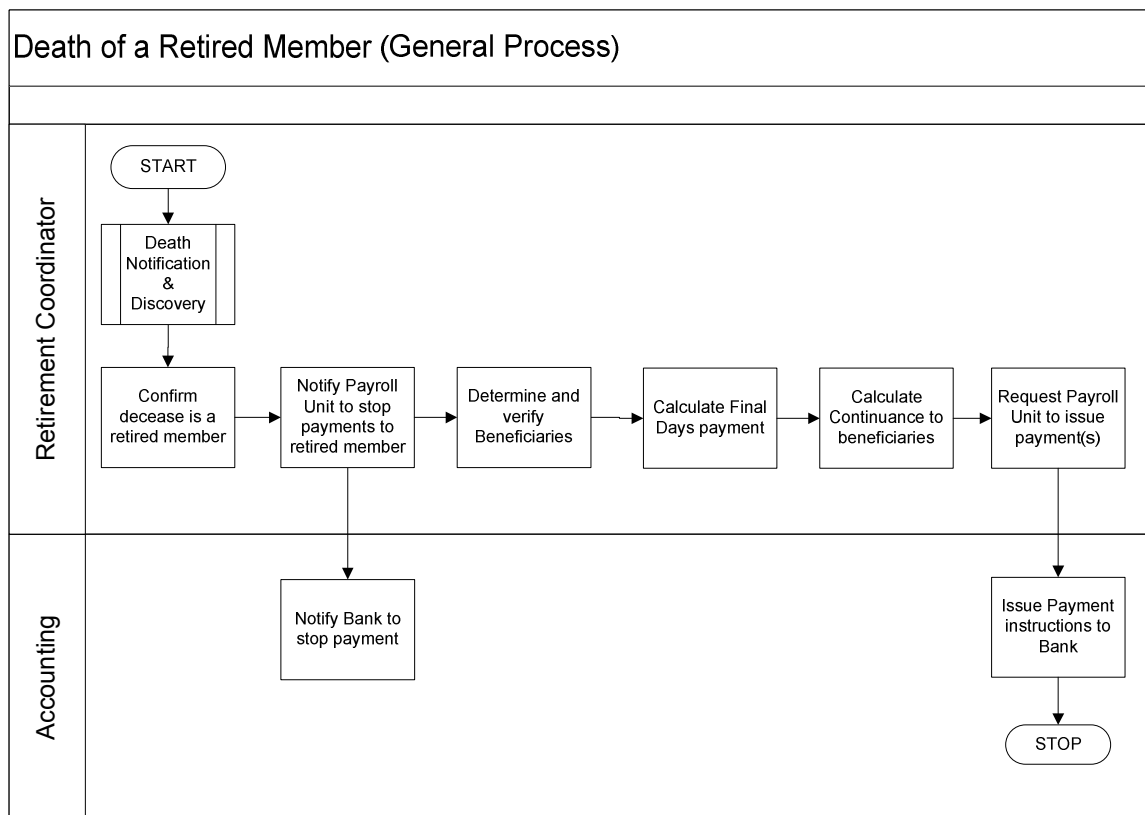 Death of a Retired Member (General Process)
Retirement Coordinator
START
Death
Notification
&
Discovery
Confirm
decease is a
retired member
Notify Payroll
Unit to stop
payments to
retired member
Determine and
verify
Beneficiaries
Calculate Final
Days payment
Calculate
Continuance to
beneficiaries
Request Payroll
Unit to issue
payment(s)
Accounting
Notify Bank to
stop payment
Issue Payment
instructions to
Bank
STOP